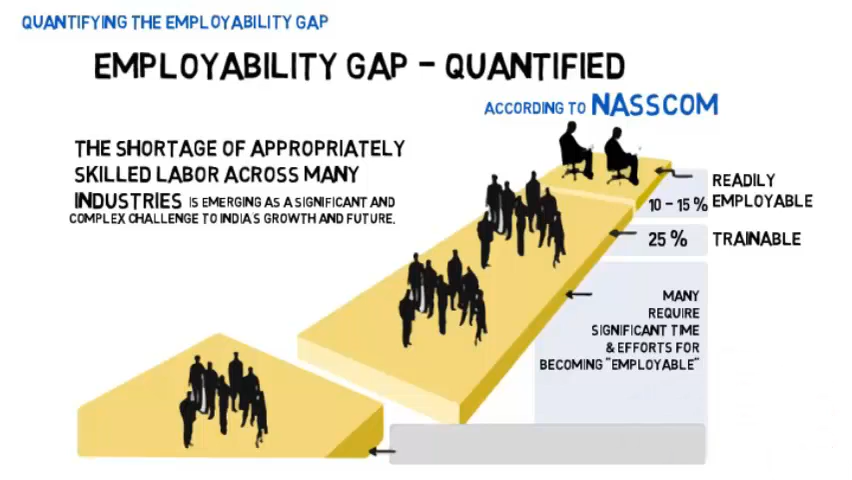 QUANTIFYING THE EMPLOYABILITY GAP
EMPLOYABILITY GAP - QUANTIFIED
ACCORDING TO NASSCOM
THE SHORTAGE OF APPROPRIATELY
SKILLED LABOR ACROSS MANY
INDUSTRIES IS EMERGING AS A SIGNIFICANT AND
COMPLEX CHALLENGE TO INDIA'S GROWTH AND FUTURE.
READILY
10 - 15 % EMPLOYABLE
25 % TRAINABLE
MANY
REQUIRE
SIGNIFICANT TIME
& EFFORTS FOR
BECOMING "EMPLOYABLE"